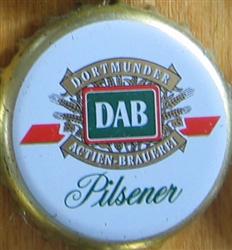 DORTMUNDER
DAB
ACTIEN-BRAUEREI
Pilsener